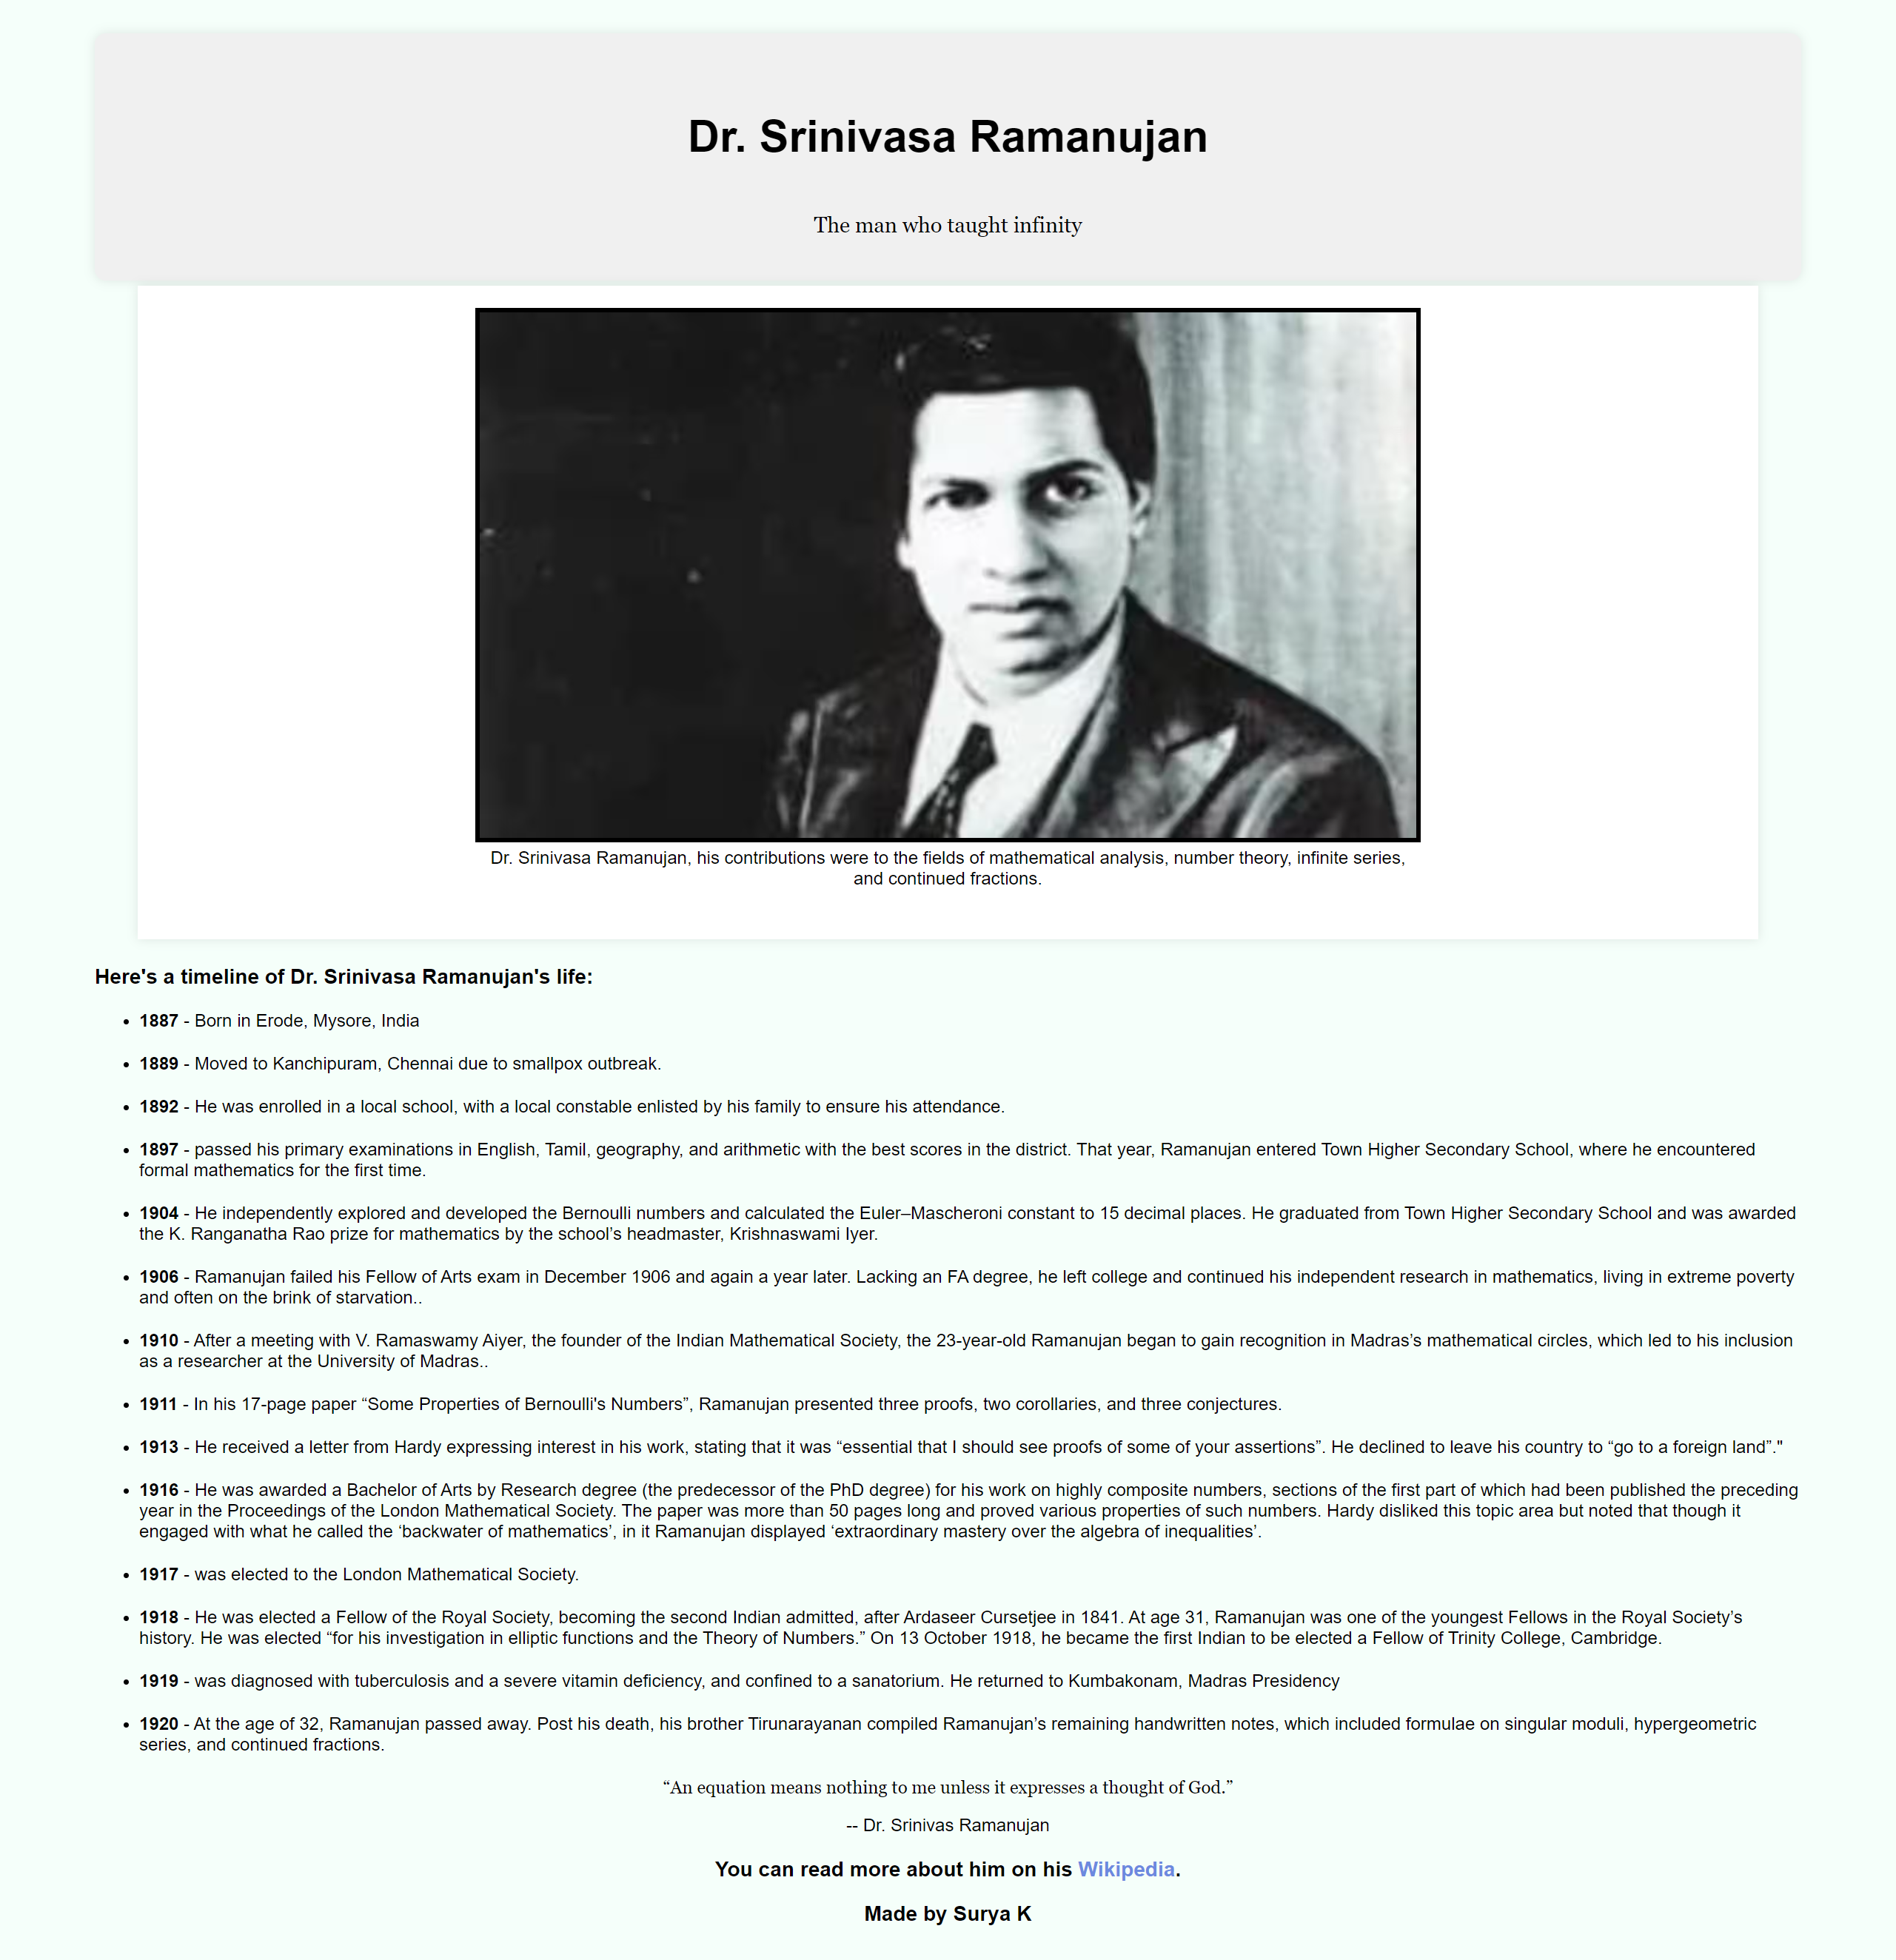 Dr. Srinivasa Ramanujan
The man who taught infinity
Dr. Srinivasa Ramanujan, his contributions were to the fields of mathematical analysis, number theory, infinite series,
and continued fractions.
Here's a timeline of Dr. Srinivasa Ramanujan's life:
• 1887 - Born in Erode, Mysore, India
• 1889 - Moved to Kanchipuram, Chennai due to smallpox outbreak.
• 1892 - He was enrolled in a local school, with a local constable enlisted by his family to ensure his attendance.
• 1897 - passed his primary examinations in English, Tamil, geography, and arithmetic with the best scores in the district. That year, Ramanujan entered Town Higher Secondary School, where he encountered
formal mathematics for the first time.
• 1904 - He independently explored and developed the Bernoulli numbers and calculated the Euler–Mascheroni constant to 15 decimal places. He graduated from Town Higher Secondary School and was awarded
the K. Ranganatha Rao prize for mathematics by the school’s headmaster, Krishnaswami Iyer.
• 1906 - Ramanujan failed his Fellow of Arts exam in December 1906 and again a year later. Lacking an FA degree, he left college and continued his independent research in mathematics, living in extreme poverty
and often on the brink of starvation..
• 1910 - After a meeting with V. Ramaswamy Aiyer, the founder of the Indian Mathematical Society, the 23-year-old Ramanujan began to gain recognition in Madras’s mathematical circles, which led to his inclusion
as a researcher at the University of Madras..
• 1911 - In his 17-page paper “Some Properties of Bernoulli's Numbers”, Ramanujan presented three proofs, two corollaries, and three conjectures.
• 1913 - He received a letter from Hardy expressing interest in his work, stating that it was “essential that I should see proofs of some of your assertions”. He declined to leave his country to “go to a foreign land”."
• 1916 - He was awarded a Bachelor of Arts by Research degree (the predecessor of the PhD degree) for his work on highly composite numbers, sections of the first part of which had been published the preceding
year in the Proceedings of the London Mathematical Society. The paper was more than 50 pages long and proved various properties of such numbers. Hardy disliked this topic area but noted that though it
engaged with what he called the ‘backwater of mathematics’, in it Ramanujan displayed ‘extraordinary mastery over the algebra of inequalities’.
• 1917 - was elected to the London Mathematical Society.
• 1918 - He was elected a Fellow of the Royal Society, becoming the second Indian admitted, after Ardaseer Cursetjee in 1841. At age 31, Ramanujan was one of the youngest Fellows in the Royal Society’s
history. He was elected “for his investigation in elliptic functions and the Theory of Numbers.” On 13 October 1918, he became the first Indian to be elected a Fellow of Trinity College, Cambridge.
• 1919 - was diagnosed with tuberculosis and a severe vitamin deficiency, and confined to a sanatorium. He returned to Kumbakonam, Madras Presidency
• 1920 - At the age of 32, Ramanujan passed away. Post his death, his brother Tirunarayanan compiled Ramanujan’s remaining handwritten notes, which included formulae on singular moduli, hypergeometric
series, and continued fractions.
“An equation means nothing to me unless it expresses a thought of God.”
-- Dr. Srinivas Ramanujan
You can read more about him on his Wikipedia.
Made by Surya K